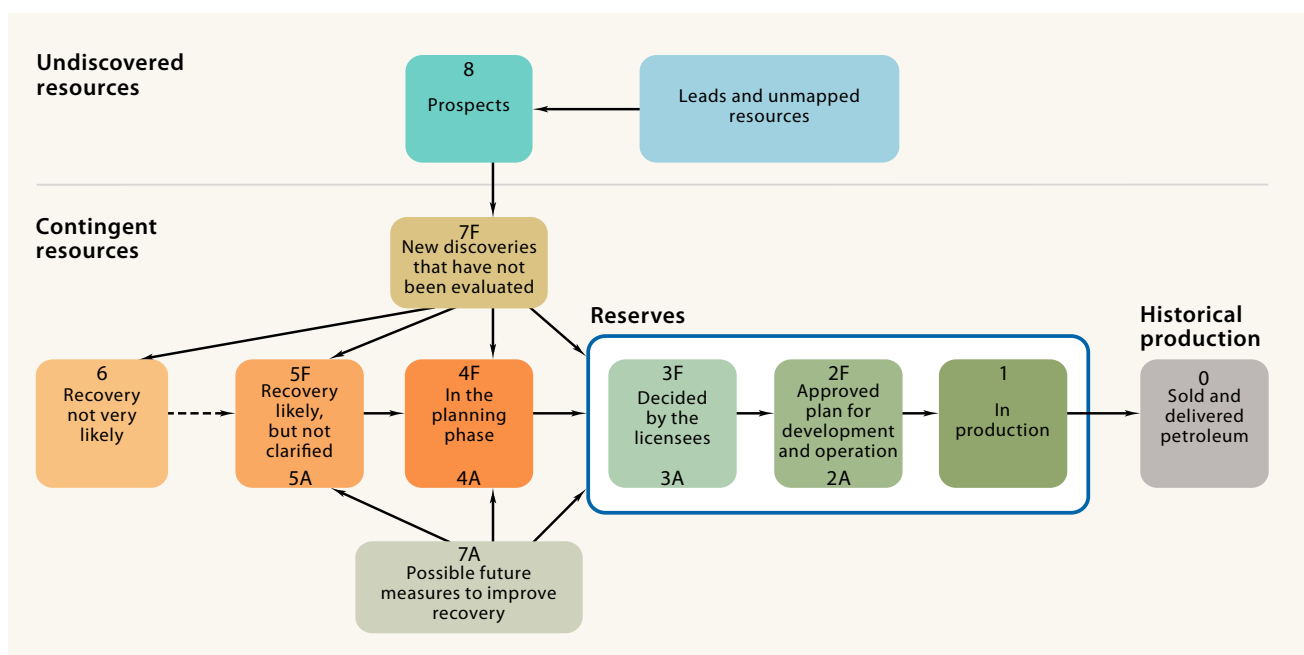 Undiscovered
resources
8
Prospects
Leads and unmapped
resources
Contingent
resources
7F
New discoveries
that have not
been evaluated
Reserves
Historical
production
6
Recovery
not very
likely
5F
Recovery
likely,
but not
clarified
5A
4F
In the
planning
phase
4A
3F
Decided
by the
licensees
3A
2F
Approved
plan for
development
and operation
2A
1
In
production
0
Sold and
delivered
petroleum
7A
Possible future
measures to improve
recovery